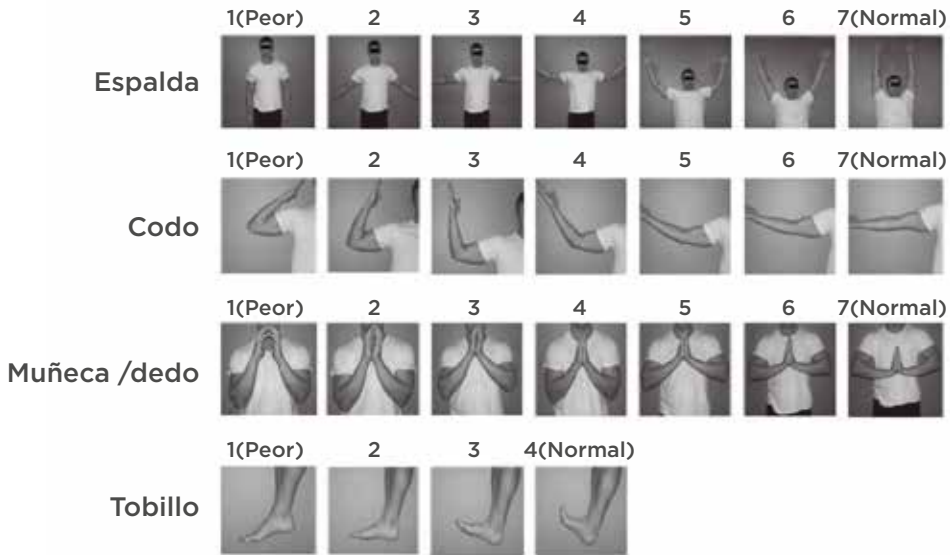 1(Peor) 2 3 4 5 6 7(Normal)
Espalda
1(Peor) 2 3 4 5 6 7(Normal)
Codo
1(Peor) 2 3 4 5 6 7(Normal)
Muñeca /dedo
1(Peor) 2 3 4(Normal)
Tobillo